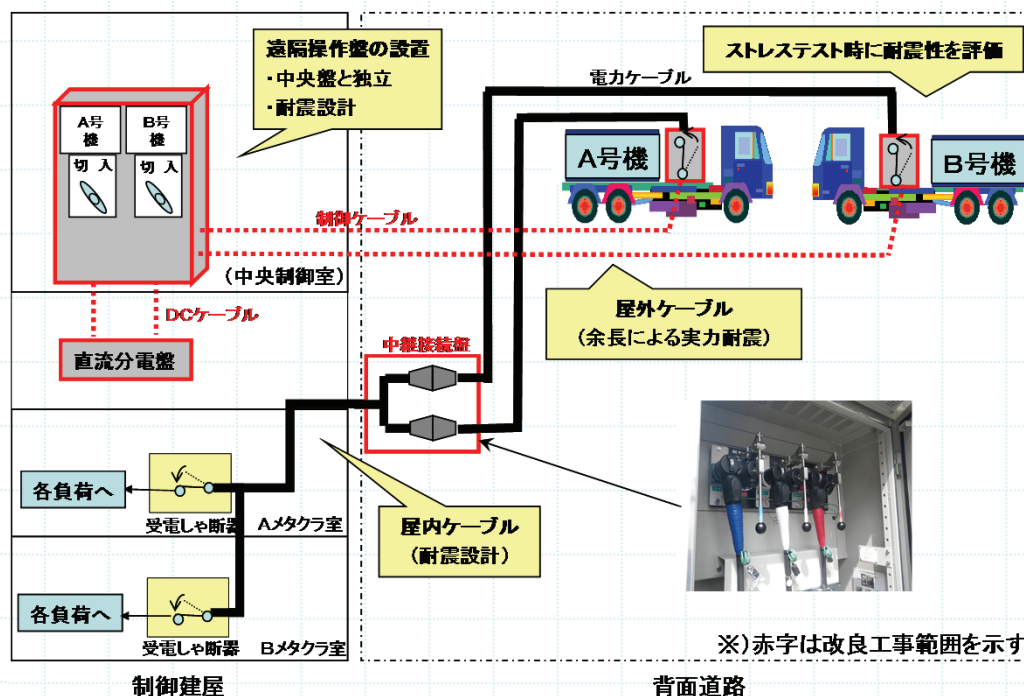 遠隔操作盤の設置
・中央盤と独立
・耐震設計
ストレステスト時に耐震性を評価
電力ケーブル
A号
機
B号
機
切 入
切 入
A号機
B号機
制御ケーブル
(中央制御室)
DCケーブル
屋外ケーブル
(余長による実力耐震)
直流分電盤
中継接続盤
各負荷へ
受電しゃ断器
Aメタクラ室
屋内ケーブル
(耐震設計)
各負荷へ
受電しゃ断器
Bメタクラ室
※)赤字は改良工事範囲を示す
制御建屋
背面道路